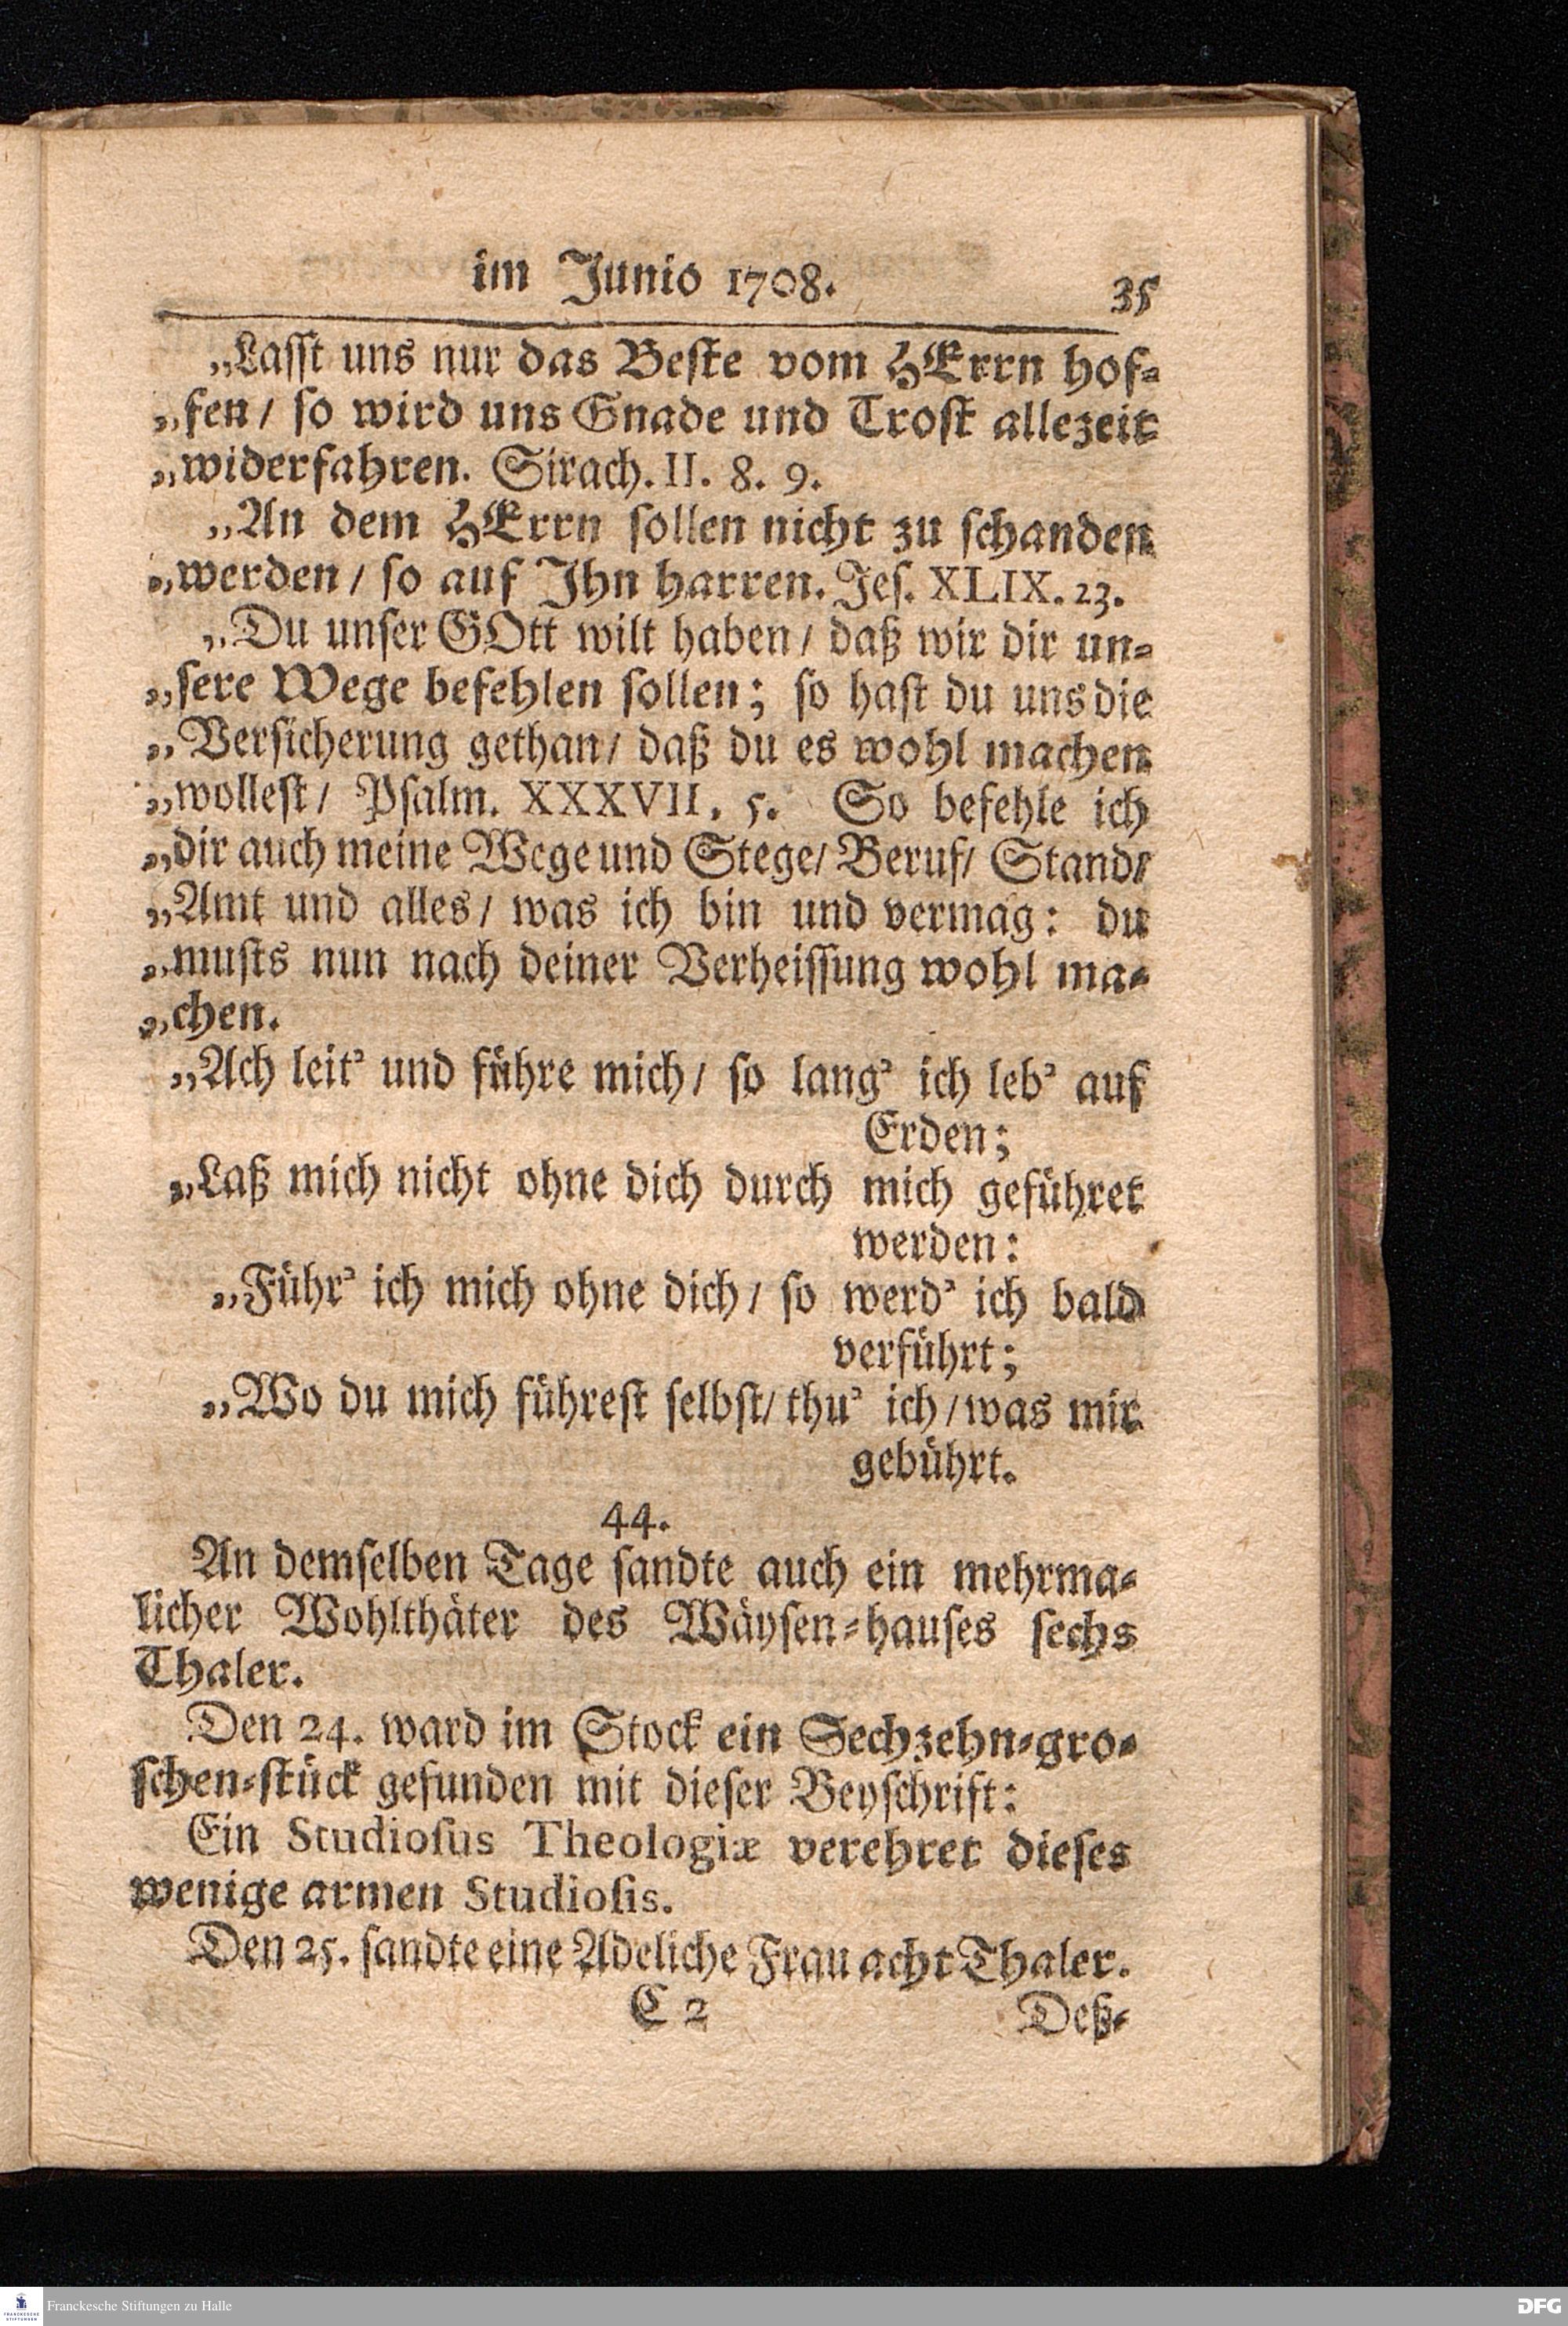 im Junio 1708. 35
„Lasst uns nur das Beste vom HErrn hof-
„fen/ so wird uns Gnade und Trost allezeit
„widerfahren. Sirach. II. 8. 9.
„An dem HErrn sollen nicht zu schanden
„werden/ so auf Ihn harren. Jes. XLIX. 23.
„Du unser GOtt wilt haben/ daß wir dir un-
„sere Wege befehlen sollen; so hast du uns die
„Versicherung gethan/ daß du es wohl machen
„wollest/ Psalm. XXXVII. 5. So befehle ich
„dir auch meine Wege und Stege/ Beruf/ Stand/
„Amt und alles/ was ich bin und vermag: du
„musts nun nach deiner Verheissung wohl ma-
„chen.
„Ach leit' und führe mich/ so lang' ich leb' auf
Erden;
„Laß mich nicht ohne dich durch mich geführet
werden:
„Führ' ich mich ohne dich/ so werd' ich bald
verführt;
„Wo du mich führest selbst/ thu' ich/ was mir
gebührt.
44.
An demselben Tage sandte auch ein mehrma-
licher Wohlthäter des Wäysen-hauses sechs
Thaler.
Den 24. ward im Stock ein Sechzehn-gro-
schen-stück gefunden mit dieser Beyschrift:
Ein Studiosus Theologiæ verehret dieses
wenige armen Studiosis.
Den 25. sandte eine Adeliche Frau acht Thaler.
C 2 Deß-
FRANCKESCHE STIFTUNGEN
Franckesche Stiftungen zu Halle
DFG